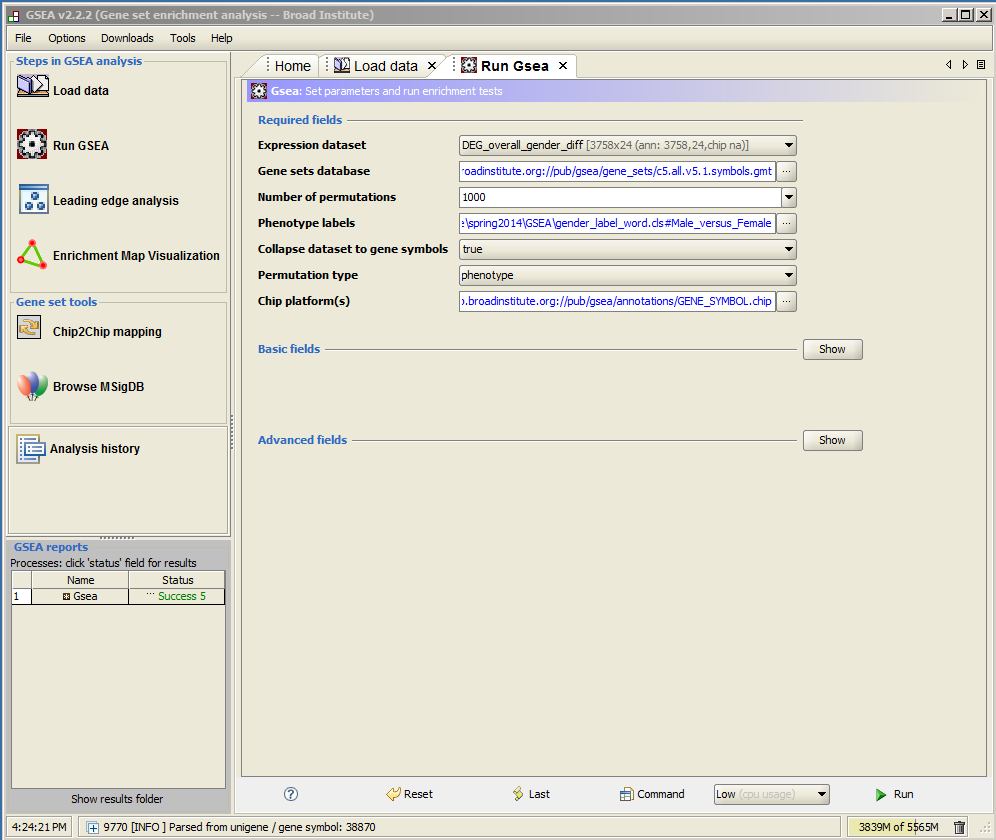 GSEA v2.2.2 (Gene set enrichment analysis -- Broad Institute)
File Options Downloads Tools Help
Steps in GSEA analysis
Load data
Run GSEA
Leading edge analysis
Enrichment Map Visualization
Gene set tools
Chip2Chip mapping
Browse MSigDB
Analysis history
GSEA reports
Processes: click 'status' field for results
Name Status
1 Gsea ... Success 5
Show results folder
Home Load data Run Gsea
Gsea: Set parameters and run enrichment tests
Required fields
Expression dataset DEG_overall_gender_diff [3758x24 (ann: 3758,24,chip na)]
Gene sets database roadinstitute.org://pub/gsea/gene_sets/c5.all.v5.1.symbols.gmt ...
Number of permutations 1000
Phenotype labels e\spring2014\GSEA\gender_label_word.cls#Male_versus_Female ...
Collapse dataset to gene symbols true
Permutation type phenotype
Chip platform(s) p.broadinstitute.org://pub/gsea/annotations/GENE_SYMBOL.chip ...
Basic fields Show
Advanced fields Show
? Reset Last Command Low (cpu usage) Run
4:24:21 PM 9770 [INFO ] Parsed from unigene / gene symbol: 38870 3839M of 5565M